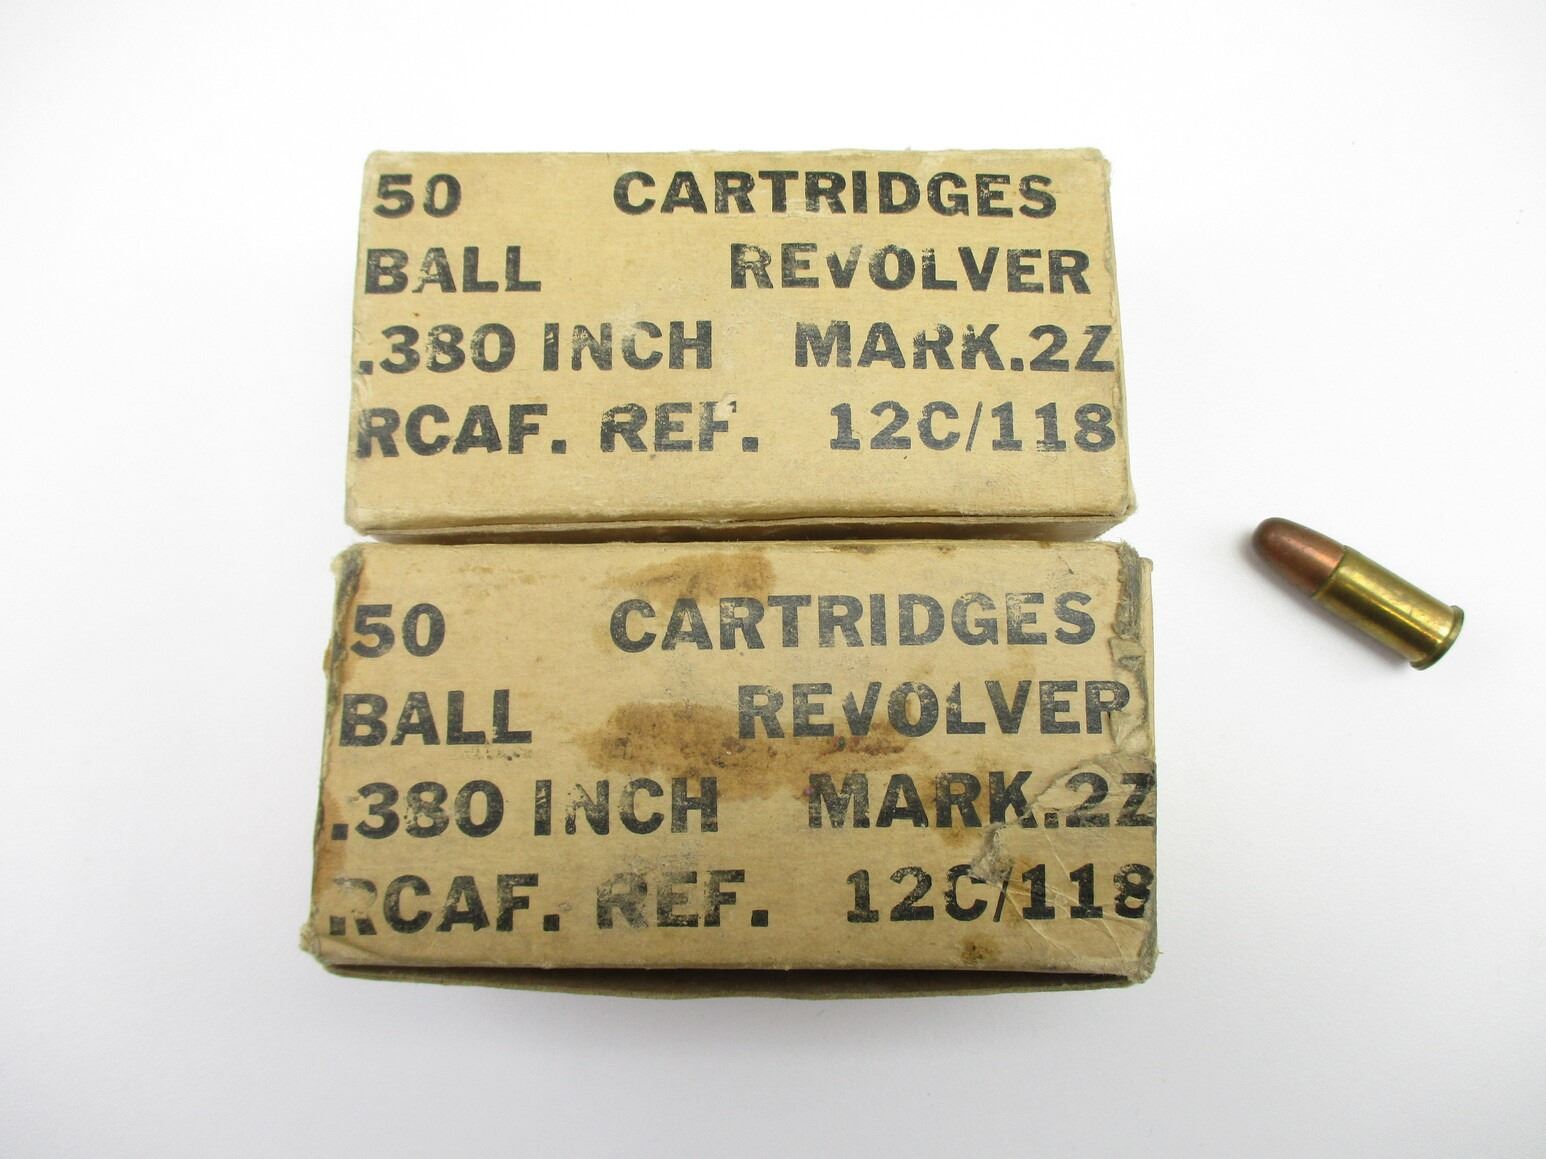 50 CARTRIDGES
BALL REVOLVER
.380 INCH MARK.2Z
RCAF. REF. 12C/118
50 CARTRIDGES
BALL REVOLVER
.380 INCH MARK.2Z
RCAF. REF. 12C/118